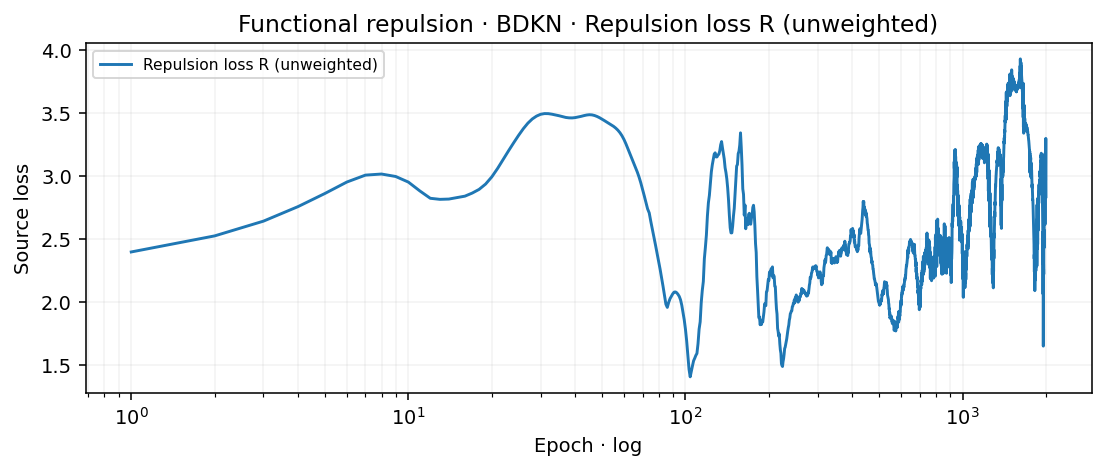 Functional repulsion · BDKN · Repulsion loss R (unweighted)
Repulsion loss R (unweighted)
Source loss
4.0
3.5
3.0
2.5
2.0
1.5
10⁰
10¹
10²
10³
Epoch · log